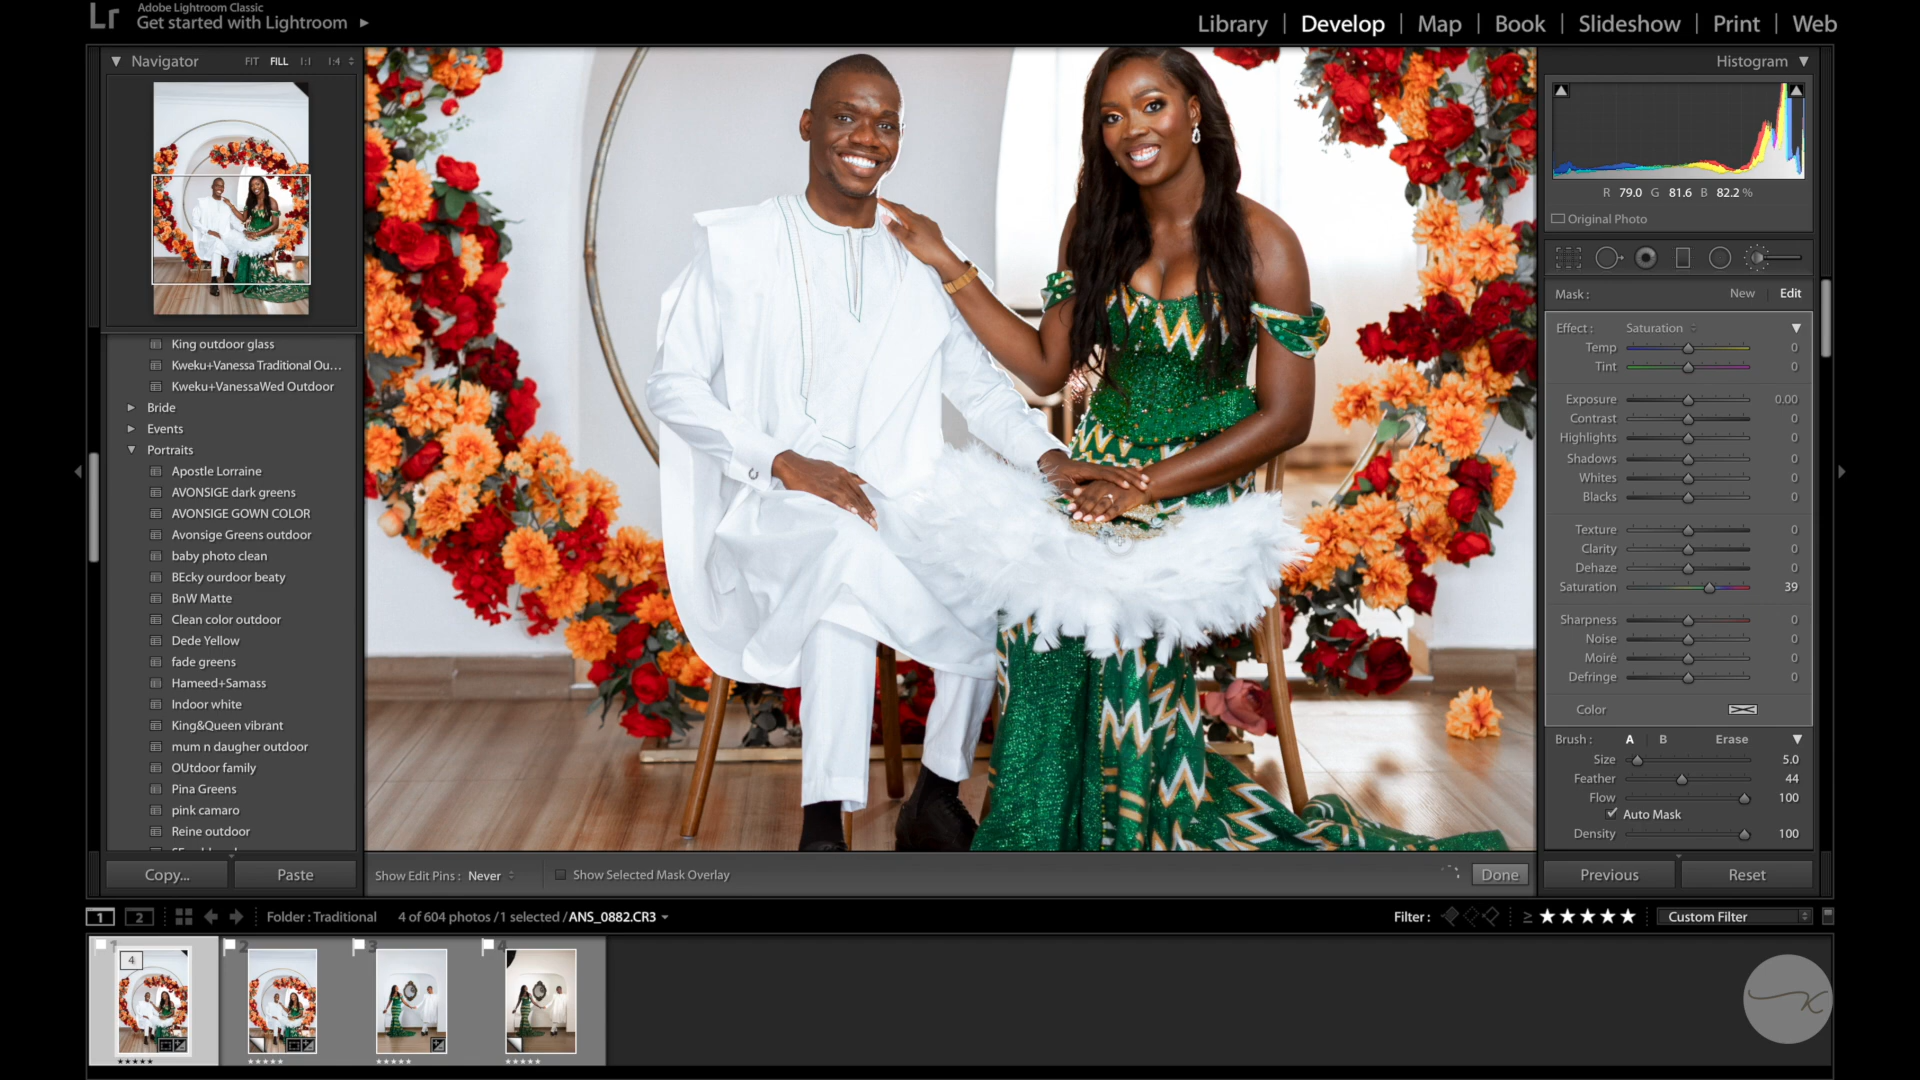 Lr
Adobe Lightroom Classic
Get started with Lightroom
Library | Develop | Map | Book | Slideshow | Print | Web
Navigator FIT FILL 1:1 1:4
King outdoor glass
Kweku+Vanessa Traditional Ou...
Kweku+VanessaWed Outdoor
Bride
Events
Portraits
Apostle Lorraine
AVONSIGE dark greens
AVONSIGE GOWN COLOR
Avonsige Greens outdoor
baby photo clean
BEcky ourdoor beaty
BnW Matte
Clean color outdoor
Dede Yellow
fade greens
Hameed+Samass
Indoor white
King&Queen vibrant
mum n daugher outdoor
OUtdoor family
Pina Greens
pink camaro
Reine outdoor
Copy... Paste
Show Edit Pins : Never Show Selected Mask Overlay Done
Histogram
R 79.0 G 81.6 B 82.2 %
Original Photo
Mask : New Edit
Effect : Saturation
Temp 0
Tint 0
Exposure 0.00
Contrast 0
Highlights 0
Shadows 0
Whites 0
Blacks 0
Texture 0
Clarity 0
Dehaze 0
Saturation 39
Sharpness 0
Noise 0
Moiré 0
Defringe 0
Color
Brush : A B Erase
Size 5.0
Feather 44
Flow 100
Auto Mask
Density 100
Previous Reset
1 2 Folder : Traditional 4 of 604 photos /1 selected /ANS_0882.CR3 Filter : ≥ ★★★★★ Custom Filter
1 2 3 4
4
K